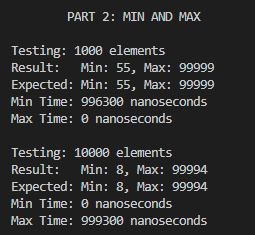 PART 2: MIN AND MAX
Testing: 1000 elements
Result:   Min: 55, Max: 99999
Expected: Min: 55, Max: 99999
Min Time: 996300 nanoseconds
Max Time: 0 nanoseconds
Testing: 10000 elements
Result:   Min: 8, Max: 99994
Expected: Min: 8, Max: 99994
Min Time: 0 nanoseconds
Max Time: 999300 nanoseconds